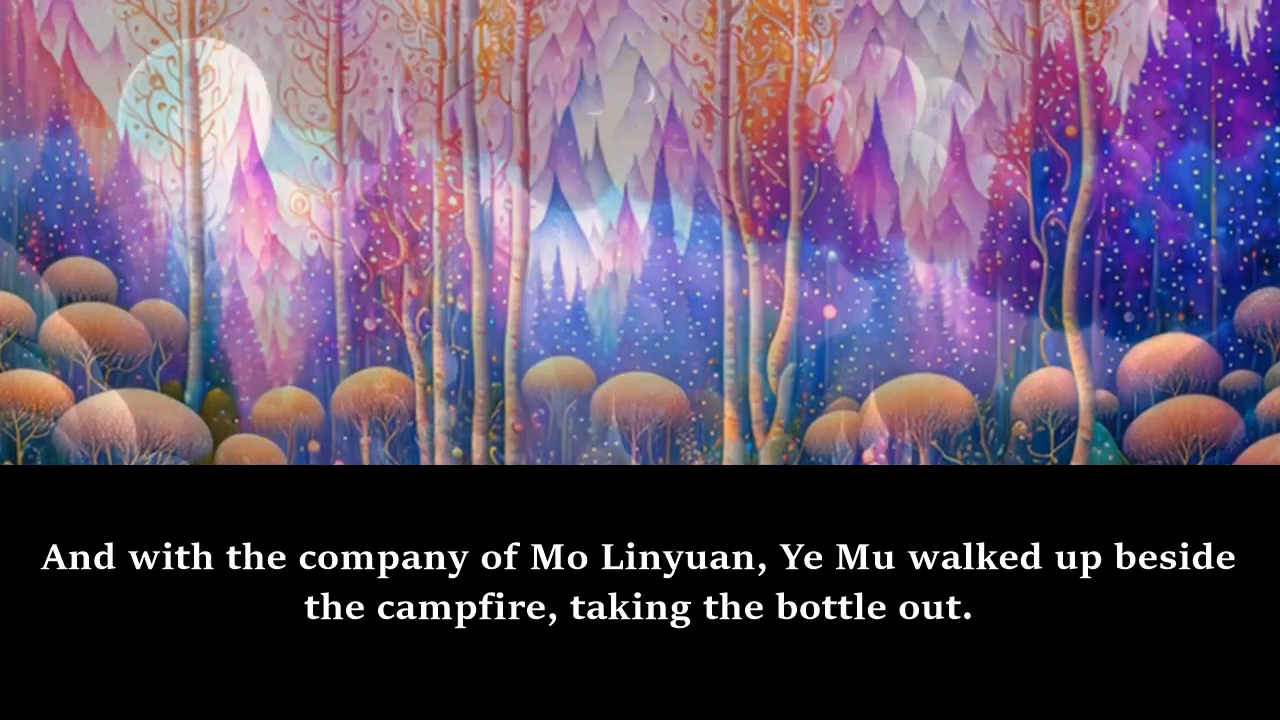 And with the company of Mo Linyuan, Ye Mu walked up beside
the campfire, taking the bottle out.